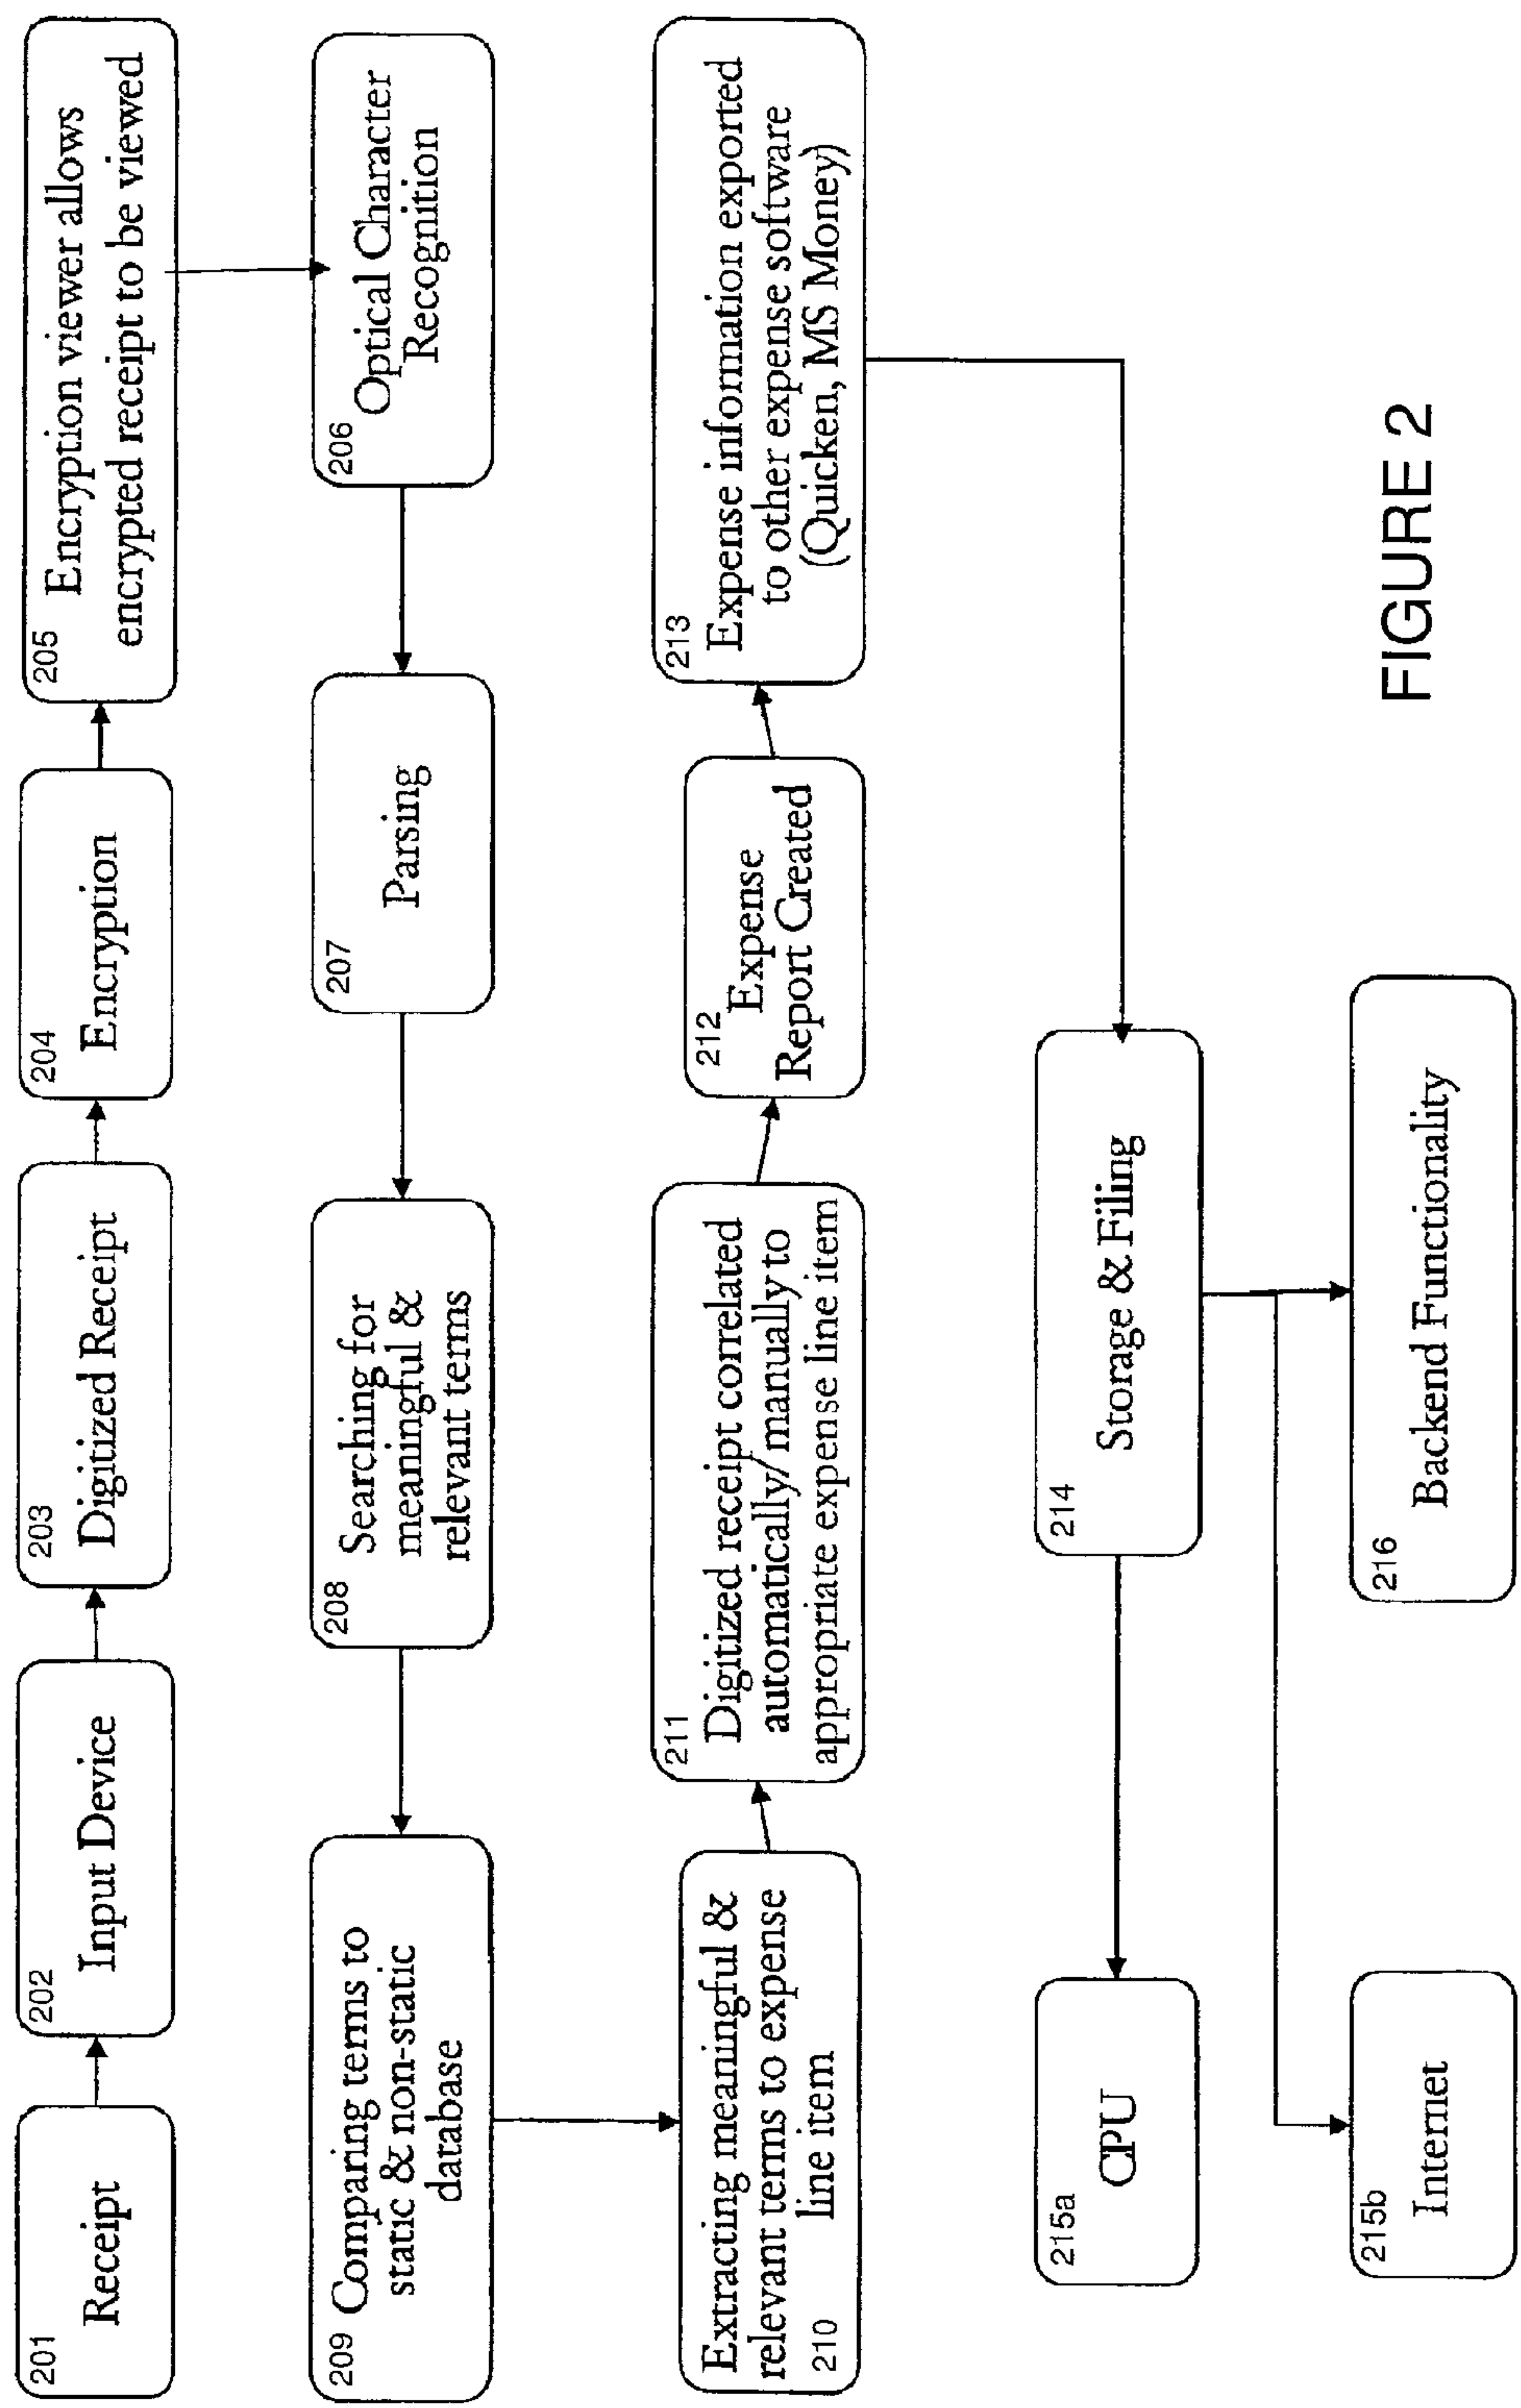 201
Receipt
202
Input Device
203
Digitized Receipt
204
Encryption
205
Encryption viewer allows
encrypted receipt to be viewed
206
Optical Character
Recognition
207
Parsing
208
Searching for
meaningful &
relevant terms
209
Comparing terms to
static & non-static
database
Extracting meaningful &
relevant terms to expense
line item
210
211
Digitized receipt correlated
automatically/ manually to
appropriate expense line item
212
Expense
Report Created
213
Expense information exported
to other expense software
(Quicken, MS Money)
214
Storage & Filing
215a
CPU
215b
Internet
216
Backend Functionality
FIGURE 2